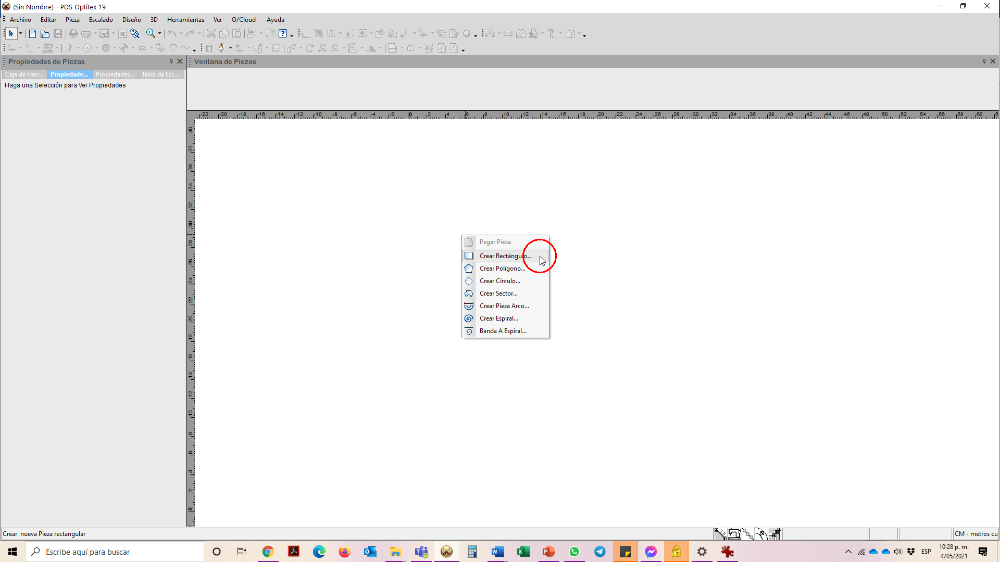 (Sin Nombre) - PDS Optitex 19
Archivo Editar Pieza Escalado Diseño 3D Herramientas Ver O/Cloud Ayuda
Propiedades de Piezas
Ventana de Piezas
Caja de Herr... Propiedade... Propiedades... Tabla de Esc...
Haga una Selección para Ver Propiedades
-22 -20 -18 -16 -14 -12 -10 -8 -6 -4 -2 0 2 4 6 8 10 12 14 16 18 20 22 24 26 28 30 32 34 36 38 40 42 44 46 48 50 52 54 56 58 60 6
40
38
36
34
32
30
28
26
24
22
20
18
16
14
12
10
8
6
4
2
0
Pegar Pieza
Crear Rectángulo...
Crear Polígono...
Crear Círculo...
Crear Sector...
Crear Pieza Arco...
Crear Espiral...
Banda A Espiral...
Crear nueva Pieza rectangular
CM - metros cu
Escribe aquí para buscar
ESP
10:28 p. m.
4/05/2021